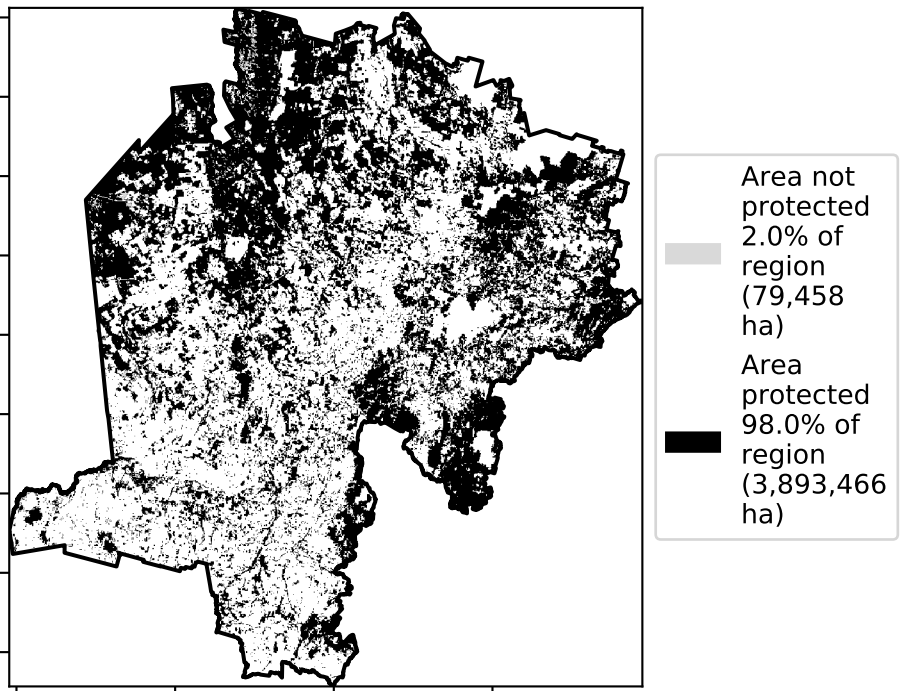 Area not
protected
2.0% of
region
(79,458
ha)
Area
protected
98.0% of
region
(3,893,466
ha)